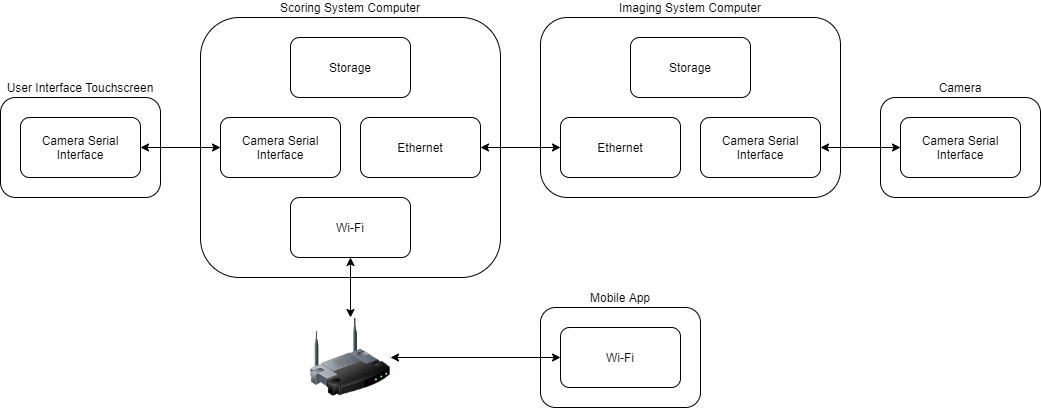 Scoring System Computer
Imaging System Computer
Storage
Storage
User Interface Touchscreen
Camera
Camera Serial
Interface
Camera Serial
Interface
Ethernet
Ethernet
Camera Serial
Interface
Camera Serial
Interface
Wi-Fi
Mobile App
Wi-Fi